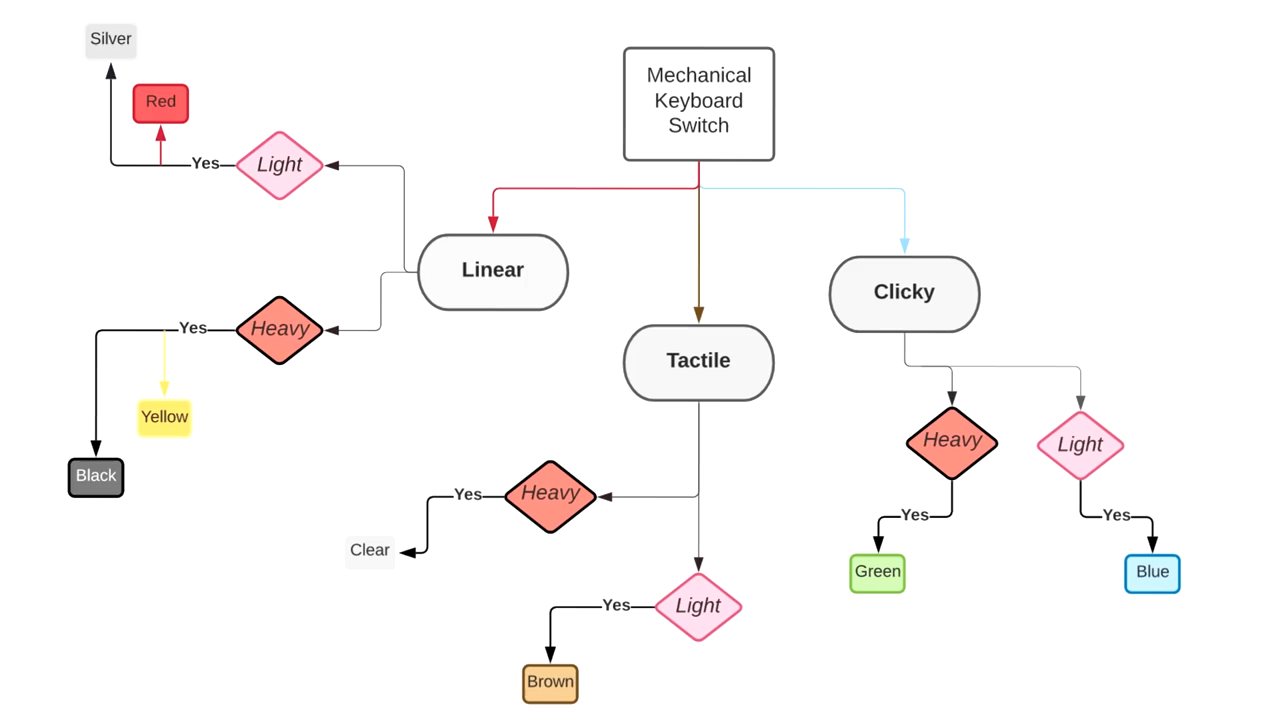 Silver
Mechanical
Keyboard
Switch
Red
Yes
Light
Linear
Clicky
Yes
Heavy
Tactile
Yellow
Black
Heavy
Light
Yes
Heavy
Yes
Yes
Clear
Green
Blue
Yes
Light
Brown